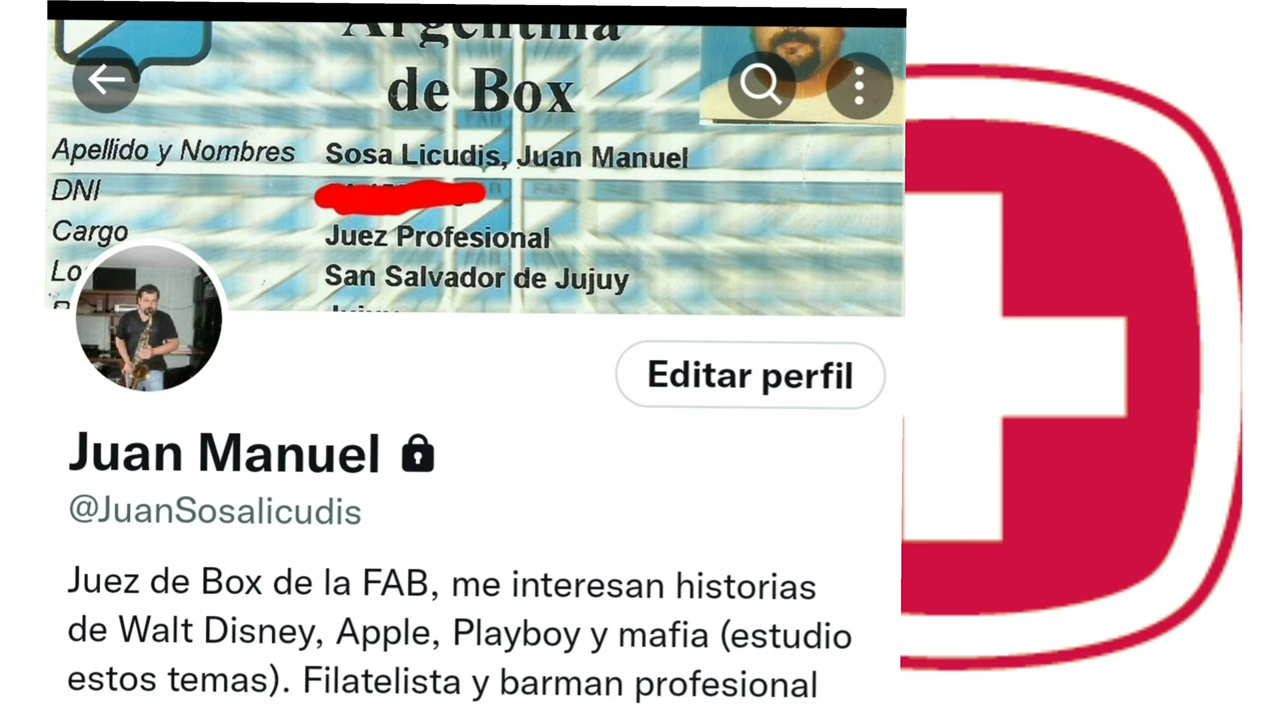 Argentina
de Box
Apellido y Nombres Sosa Licudis, Juan Manuel
DNI
Cargo Juez Profesional
San Salvador de Jujuy
Editar perfil
Juan Manuel
@JuanSosalicudis
Juez de Box de la FAB, me interesan historias
de Walt Disney, Apple, Playboy y mafia (estudio
estos temas). Filatelista y barman profesional